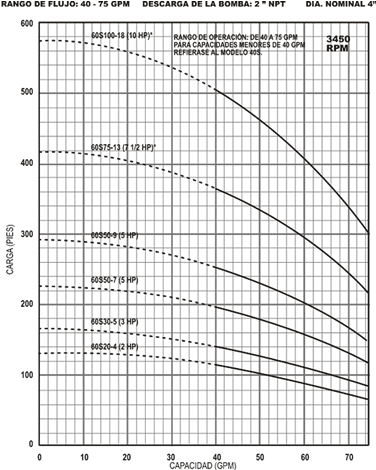 RANGO DE FLUJO: 40 - 75 GPM DESCARGA DE LA BOMBA: 2 " NPT DIA. NOMINAL 4"
600
60S100-18 (10 HP)*
RANGO DE OPERACIÓN: DE 40 A 75 GPM
PARA CAPACIDADES MENORES DE 40 GPM
REFIERASE AL MODELO 40S.
3450
RPM
500
400
60S75-13 (7 1/2 HP)*
300
60S50-9 (5 HP)
200
60S50-7 (5 HP)
60S30-5 (3 HP)
60S20-4 (2 HP)
100
0
CARGA (PIES)
0 10 20 30 40 50 60 70
CAPACIDAD (GPM)